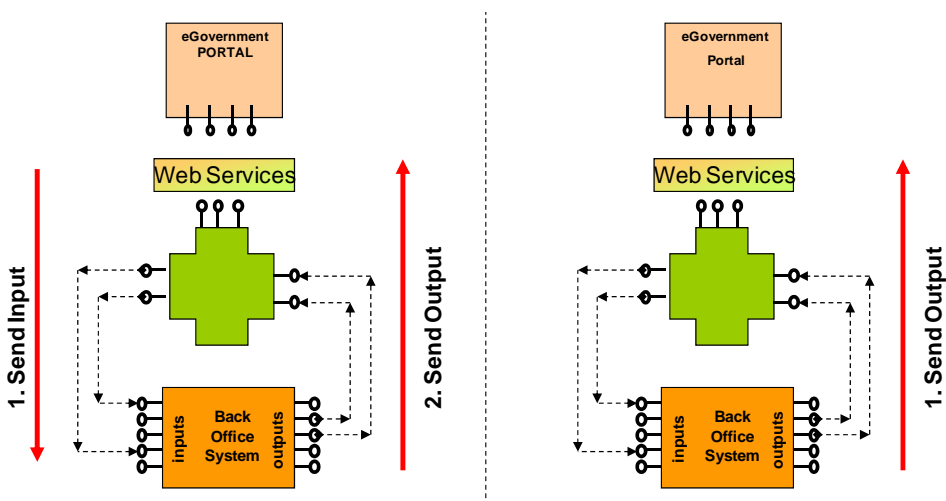 eGovernment
PORTAL
Web Services
1. Send Input
2. Send Output
inputs
Back
Office
System
outputs
eGovernment
Portal
Web Services
1. Send Output
inputs
Back
Office
System
outputs